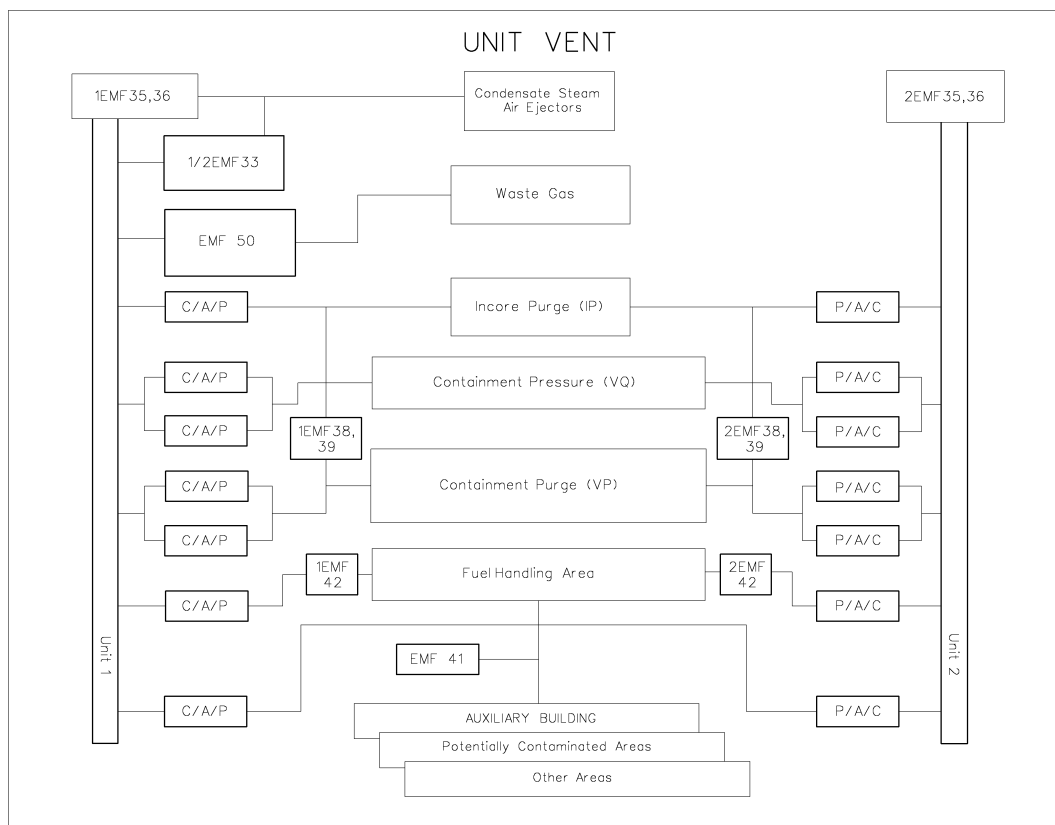 UNIT VENT
1EMF35,36
Condensate Steam
Air Ejectors
2EMF35,36
1/2EMF33
Waste Gas
EMF 50
C/A/P
Incore Purge (IP)
P/A/C
C/A/P
Containment Pressure (VQ)
P/A/C
C/A/P
P/A/C
1EMF38,
39
2EMF38,
39
C/A/P
Containment Purge (VP)
P/A/C
C/A/P
P/A/C
1EMF
42
Fuel Handling Area
2EMF
42
C/A/P
P/A/C
Unit 1
EMF 41
Unit 2
C/A/P
P/A/C
AUXILIARY BUILDING
Potentially Contaminated Areas
Other Areas